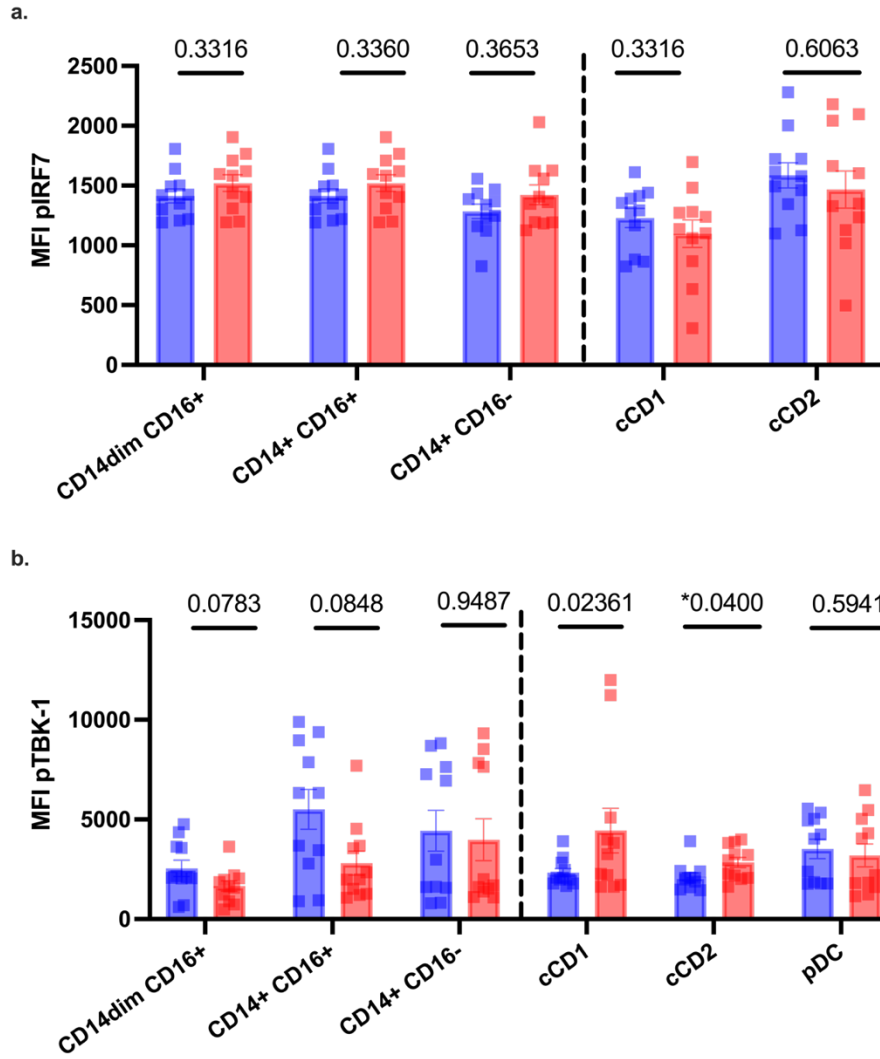 a.
0.3316 0.3360 0.3653 0.3316 0.6063
2500
2000
1500
1000
500
0
MFI pIRF7
CD14dim CD16+
CD14+ CD16+
CD14+ CD16-
cCD1
cCD2
b.
0.0783 0.0848 0.9487 0.02361 *0.0400 0.5941
15000
10000
5000
0
MFI pTBK-1
CD14dim CD16+
CD14+ CD16+
CD14+ CD16-
cCD1
cCD2
pDC